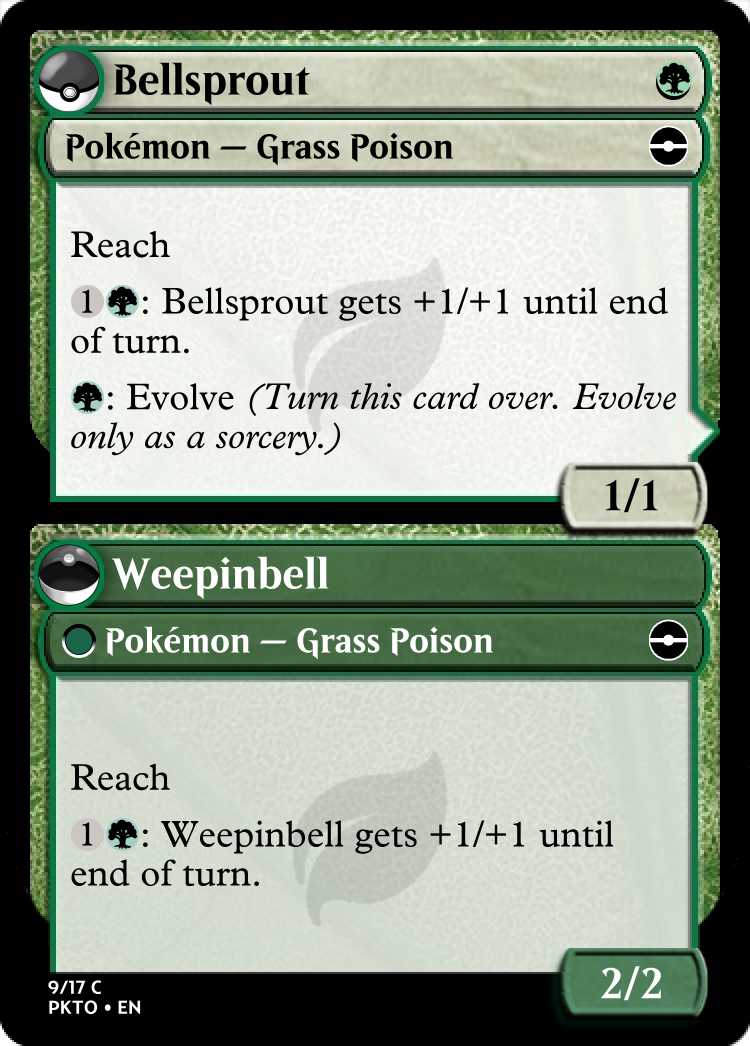 Bellsprout
Pokémon — Grass Poison
Reach
1: Bellsprout gets +1/+1 until end
of turn.
: Evolve (Turn this card over. Evolve
only as a sorcery.)
1/1
Weepinbell
Pokémon — Grass Poison
Reach
1: Weepinbell gets +1/+1 until
end of turn.
2/2
9/17 C
PKTO • EN